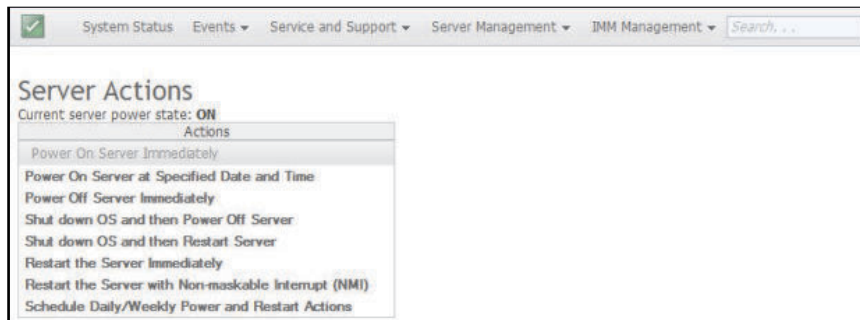 System Status Events Service and Support Server Management IMM Management Search. . .
Server Actions
Current server power state: ON
Actions
Power On Server Immediately
Power On Server at Specified Date and Time
Power Off Server Immediately
Shut down OS and then Power Off Server
Shut down OS and then Restart Server
Restart the Server Immediately
Restart the Server with Non-maskable Interrupt (NMI)
Schedule Daily/Weekly Power and Restart Actions